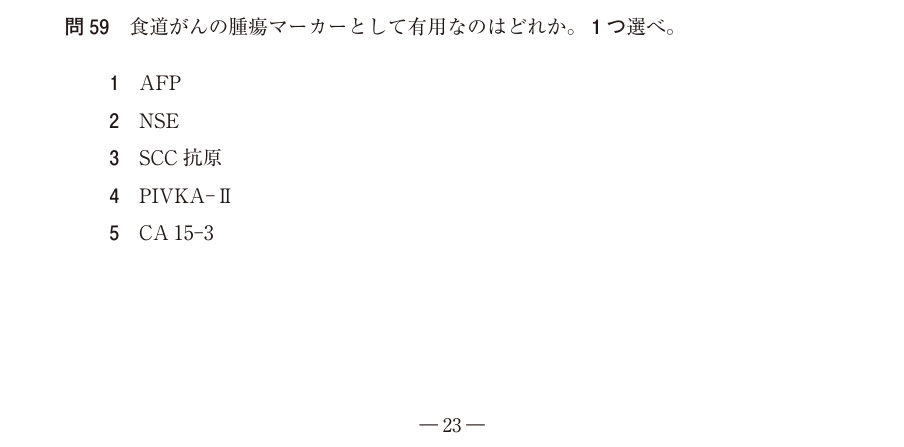 問 59 食道がんの腫瘍マーカーとして有用なのはどれか。1 つ選べ。
1 AFP
2 NSE
3 SCC 抗原
4 PIVKA-Ⅱ
5 CA 15-3
— 23 —